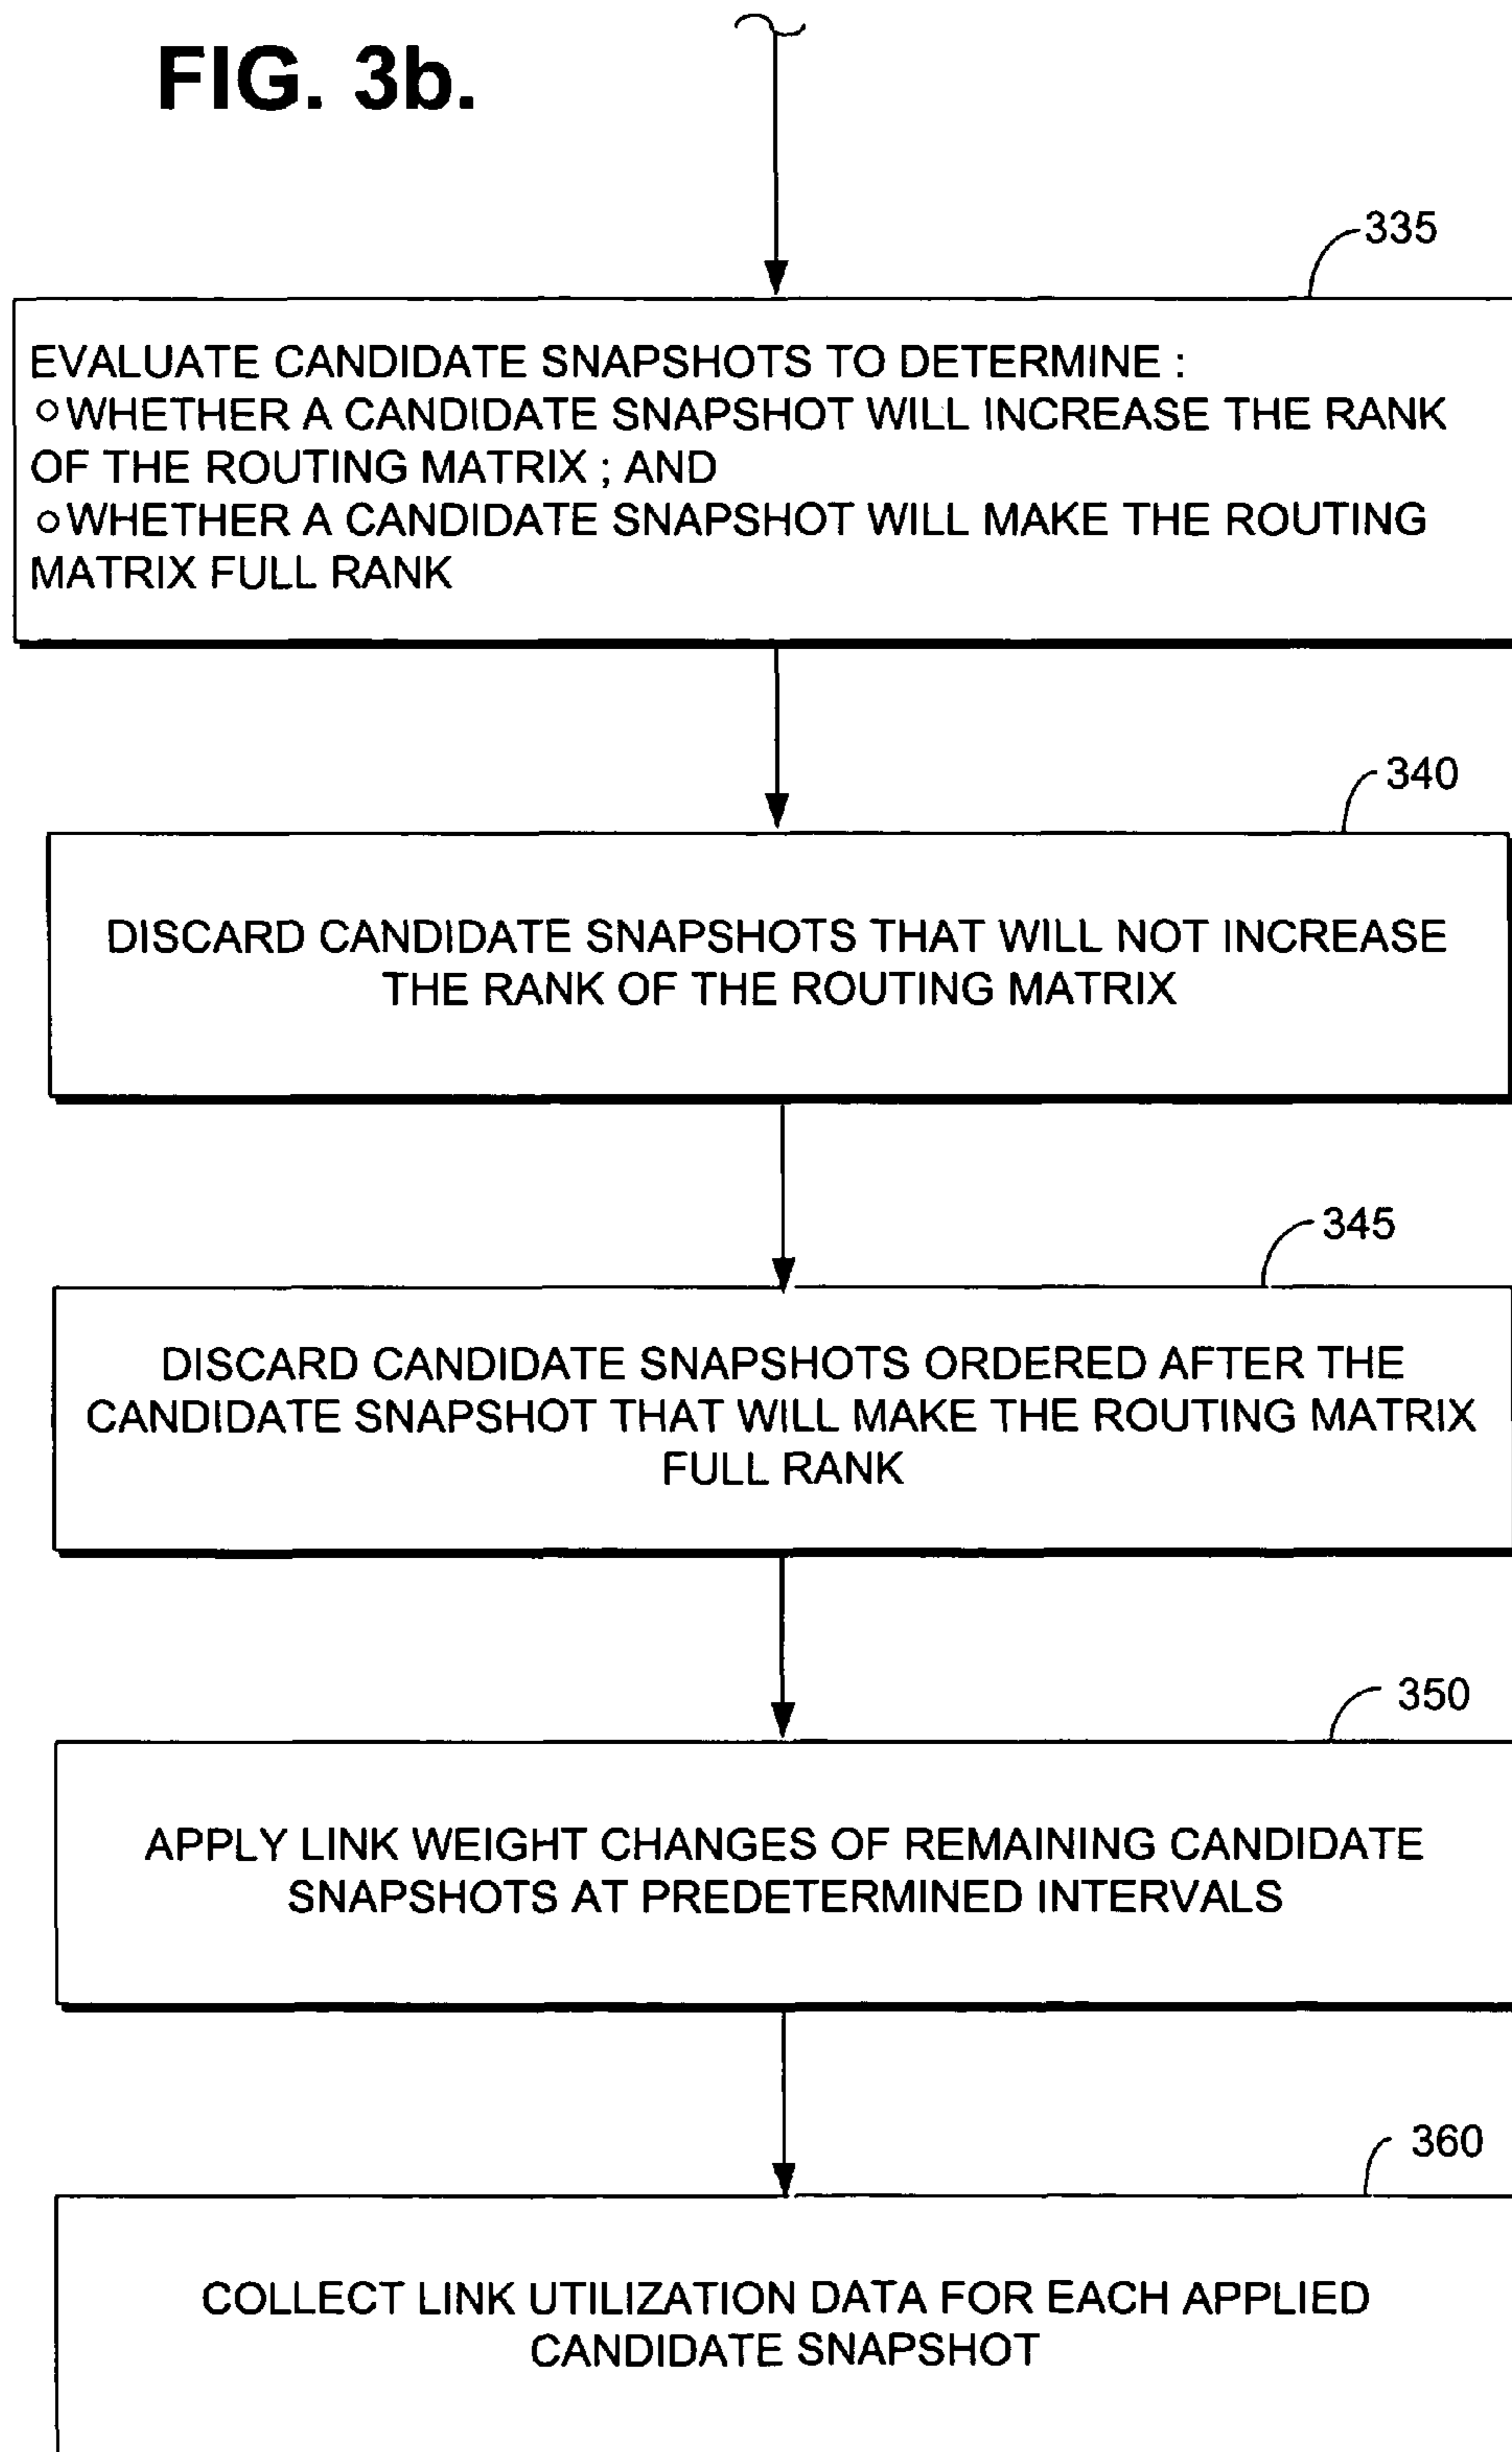 FIG. 3b.
335
EVALUATE CANDIDATE SNAPSHOTS TO DETERMINE :
○ WHETHER A CANDIDATE SNAPSHOT WILL INCREASE THE RANK
OF THE ROUTING MATRIX ; AND
○ WHETHER A CANDIDATE SNAPSHOT WILL MAKE THE ROUTING
MATRIX FULL RANK
340
DISCARD CANDIDATE SNAPSHOTS THAT WILL NOT INCREASE
THE RANK OF THE ROUTING MATRIX
345
DISCARD CANDIDATE SNAPSHOTS ORDERED AFTER THE
CANDIDATE SNAPSHOT THAT WILL MAKE THE ROUTING MATRIX
FULL RANK
350
APPLY LINK WEIGHT CHANGES OF REMAINING CANDIDATE
SNAPSHOTS AT PREDETERMINED INTERVALS
360
COLLECT LINK UTILIZATION DATA FOR EACH APPLIED
CANDIDATE SNAPSHOT